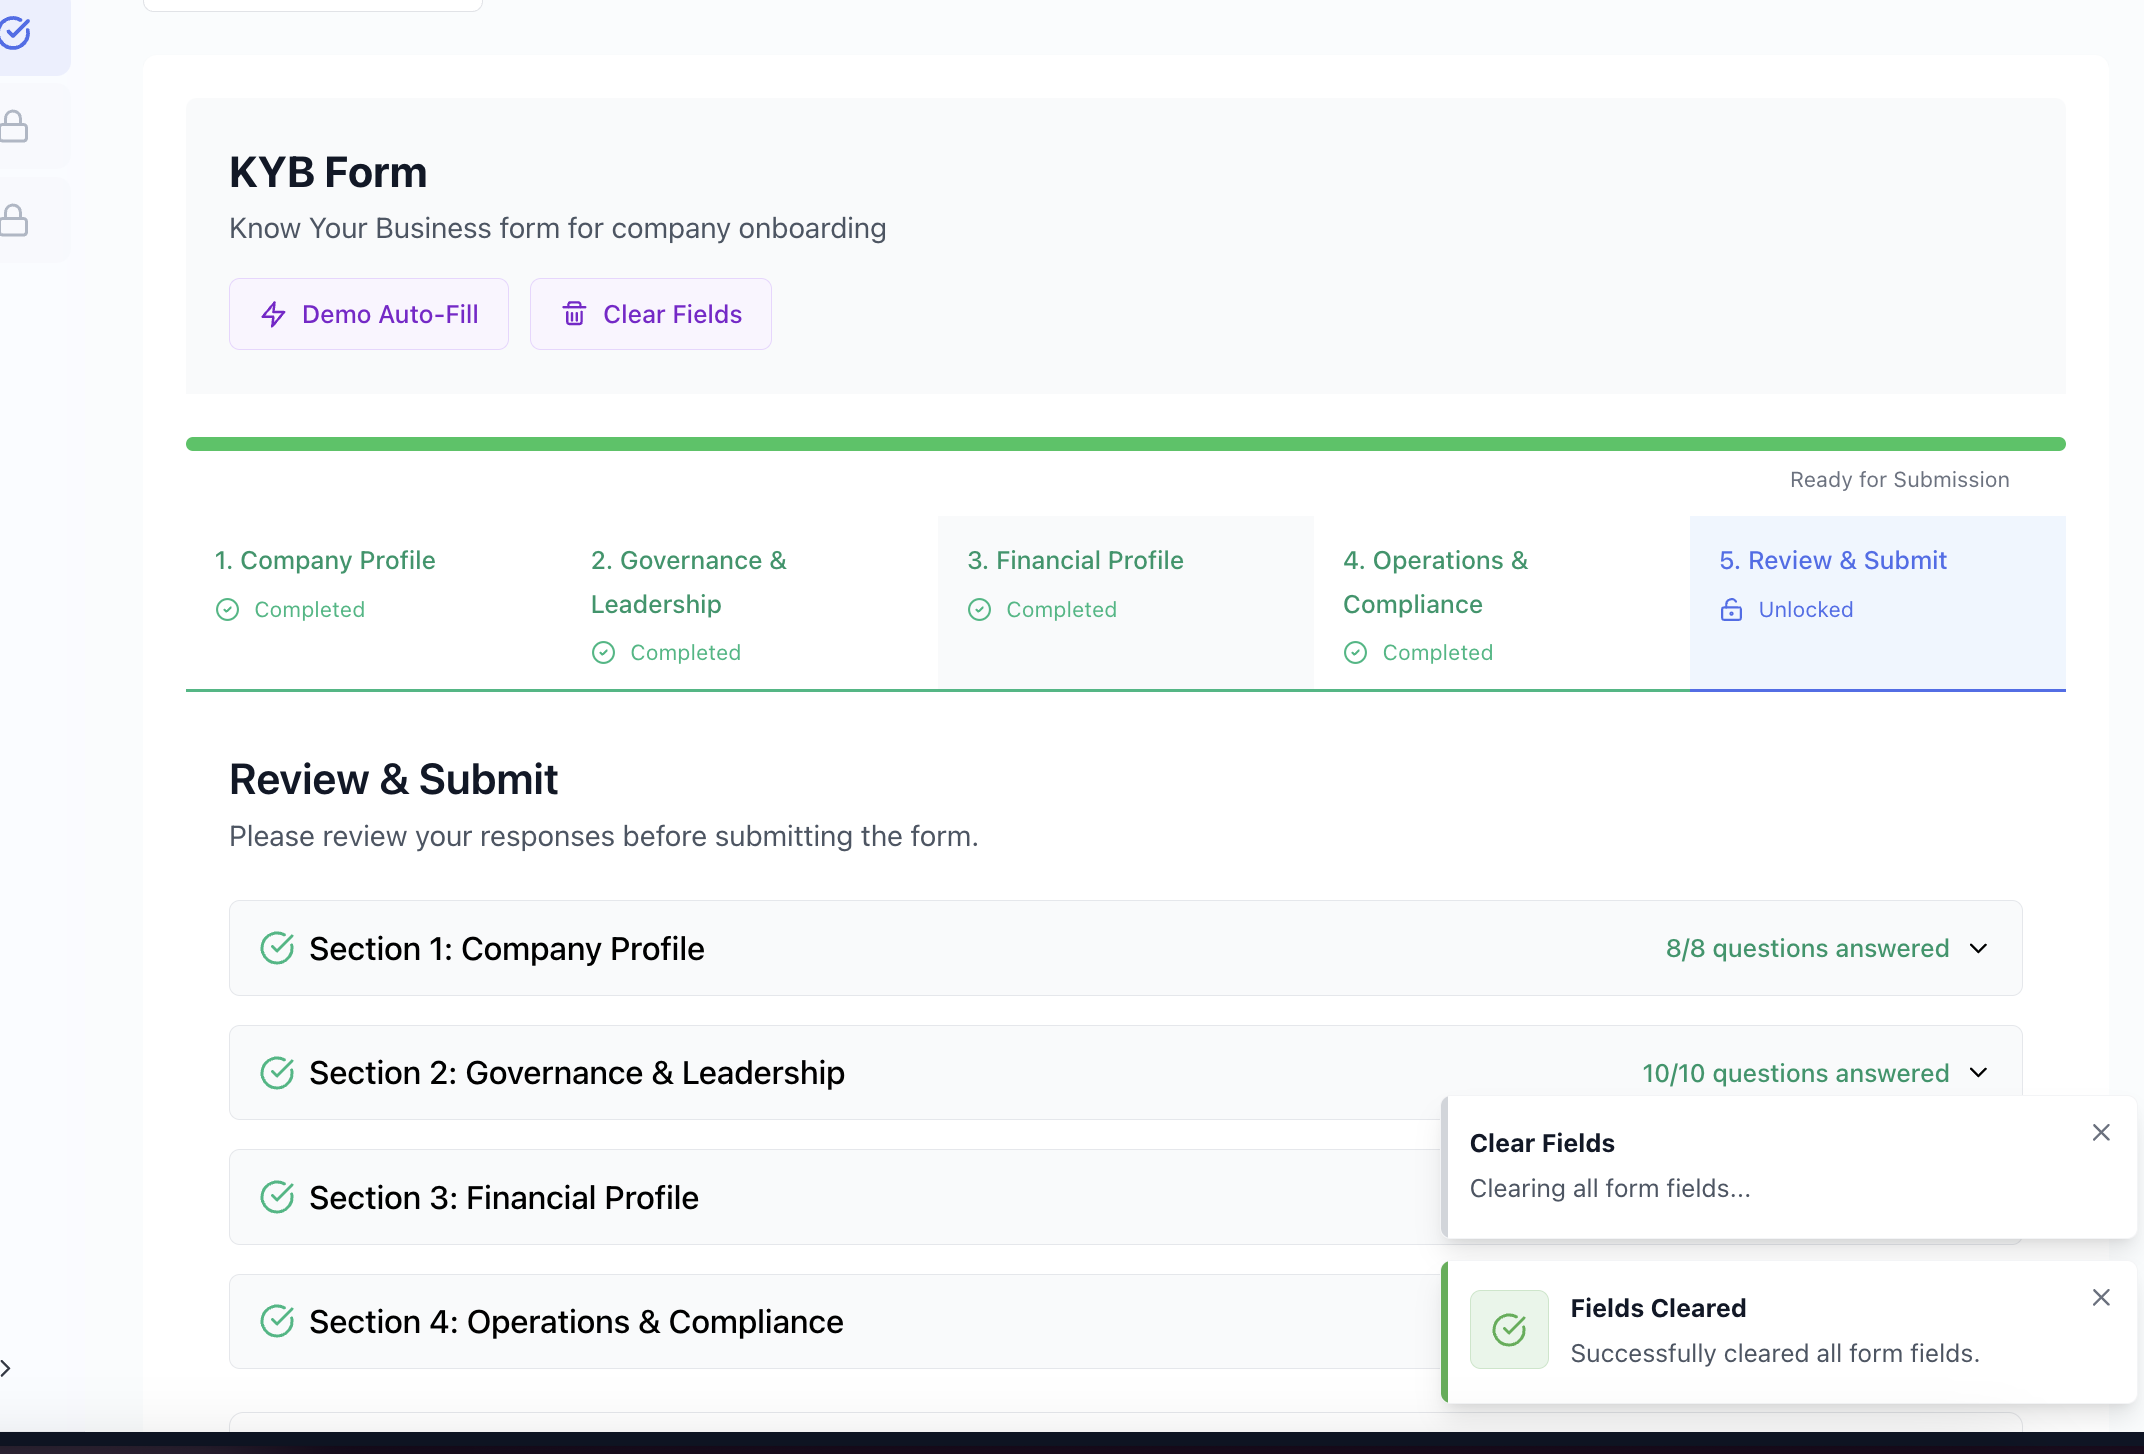 KYB Form
Know Your Business form for company onboarding
Demo Auto-Fill
Clear Fields
Ready for Submission
1. Company Profile
Completed
2. Governance &
Leadership
Completed
3. Financial Profile
Completed
4. Operations &
Compliance
Completed
5. Review & Submit
Unlocked
Review & Submit
Please review your responses before submitting the form.
Section 1: Company Profile
8/8 questions answered
Section 2: Governance & Leadership
10/10 questions answered
Section 3: Financial Profile
Section 4: Operations & Compliance
Clear Fields
Clearing all form fields...
Fields Cleared
Successfully cleared all form fields.